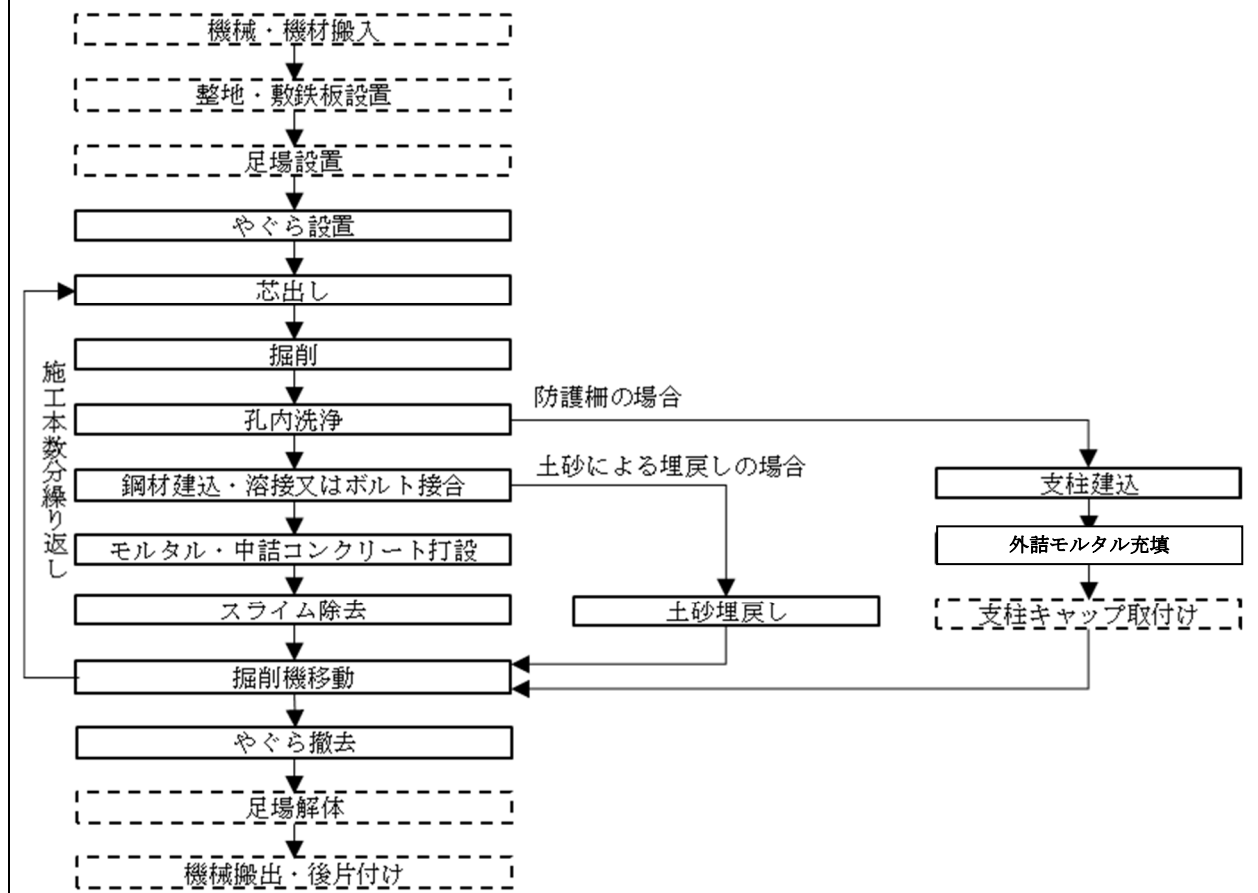 機械・機材搬入
整地・敷鉄板設置
足場設置
やぐら設置
芯出し
掘削
孔内洗浄
防護柵の場合
鋼材建込・溶接又はボルト接合
土砂による埋戻しの場合
支柱建込
モルタル・中詰コンクリート打設
外詰モルタル充填
スライム除去
土砂埋戻し
支柱キャップ取付け
掘削機移動
施工本数分繰り返し
やぐら撤去
足場解体
機械搬出・後片付け